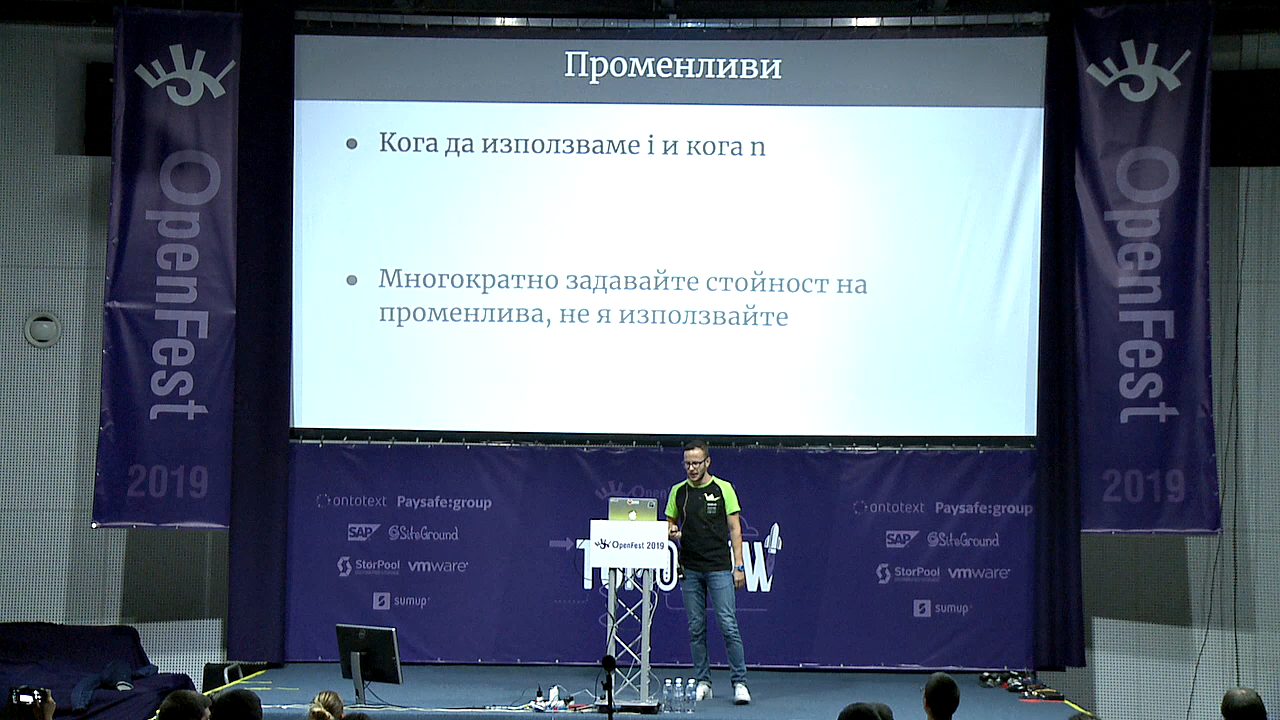 Променливи
Кога да използваме i и кога n
Многократно задавайте стойност на
променлива, не я използвайте
OpenFest
2019
OpenFest
2019
ontotext Paysafe:group
SAP SiteGround
StorPool vmware
sumup
OpenFest 2019
ontotext Paysafe:group
SAP SiteGround
StorPool vmware
sumup